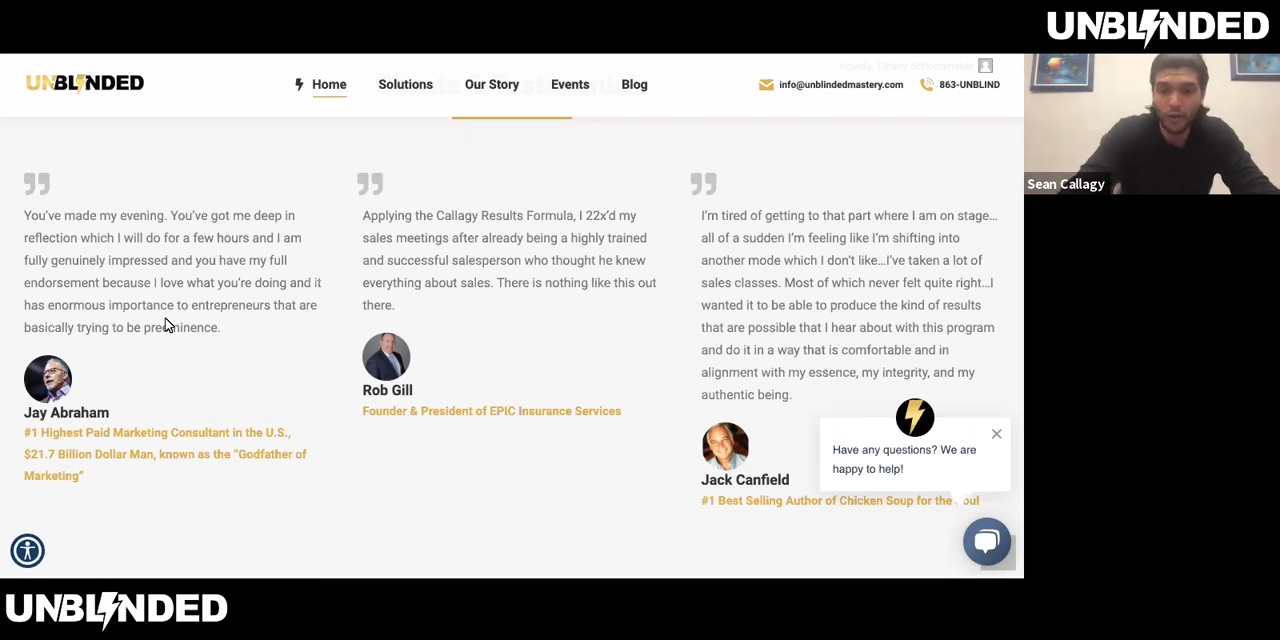 UNBLINDED
UNBLINDED
Home
Solutions
Our Story
Events
Blog
Howdy, Tiffany Schoonmaker
info@unblindedmastery.com
863-UNBLIND
Sean Callagy
You've made my evening. You've got me deep in
reflection which I will do for a few hours and I am
fully genuinely impressed and you have my full
endorsement because I love what you're doing and it
has enormous importance to entrepreneurs that are
basically trying to be preeminence.
Jay Abraham
#1 Highest Paid Marketing Consultant in the U.S.,
$21.7 Billion Dollar Man, known as the "Godfather of
Marketing"
Applying the Callagy Results Formula, I 22x'd my
sales meetings after already being a highly trained
and successful salesperson who thought he knew
everything about sales. There is nothing like this out
there.
Rob Gill
Founder & President of EPIC Insurance Services
I'm tired of getting to that part where I am on stage...
all of a sudden I'm feeling like I'm shifting into
another mode which I don't like...I've taken a lot of
sales classes. Most of which never felt quite right...I
wanted it to be able to produce the kind of results
that are possible that I hear about with this program
and do it in a way that is comfortable and in
alignment with my essence, my integrity, and my
authentic being.
Jack Canfield
#1 Best Selling Author of Chicken Soup for the Soul
Have any questions? We are
happy to help!
UNBLINDED